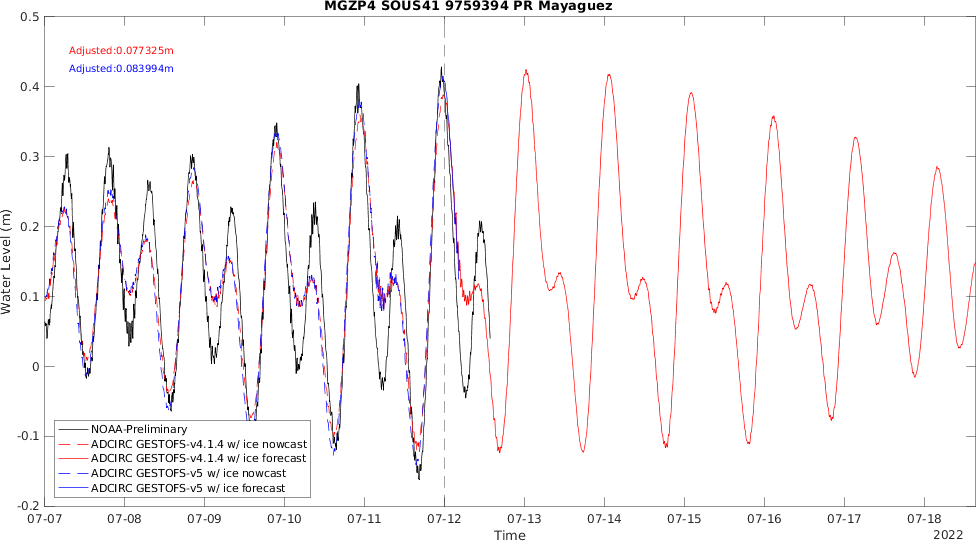 MGZP4 SOUS41 9759394 PR Mayaguez
0.5
Adjusted:0.077325m
Adjusted:0.083994m
0.4
0.3
0.2
0.1
0
-0.1
-0.2
Water Level (m)
NOAA-Preliminary
ADCIRC GESTOFS-v4.1.4 w/ ice nowcast
ADCIRC GESTOFS-v4.1.4 w/ ice forecast
ADCIRC GESTOFS-v5 w/ ice nowcast
ADCIRC GESTOFS-v5 w/ ice forecast
07-07 07-08 07-09 07-10 07-11 07-12 07-13 07-14 07-15 07-16 07-17 07-18
Time
2022